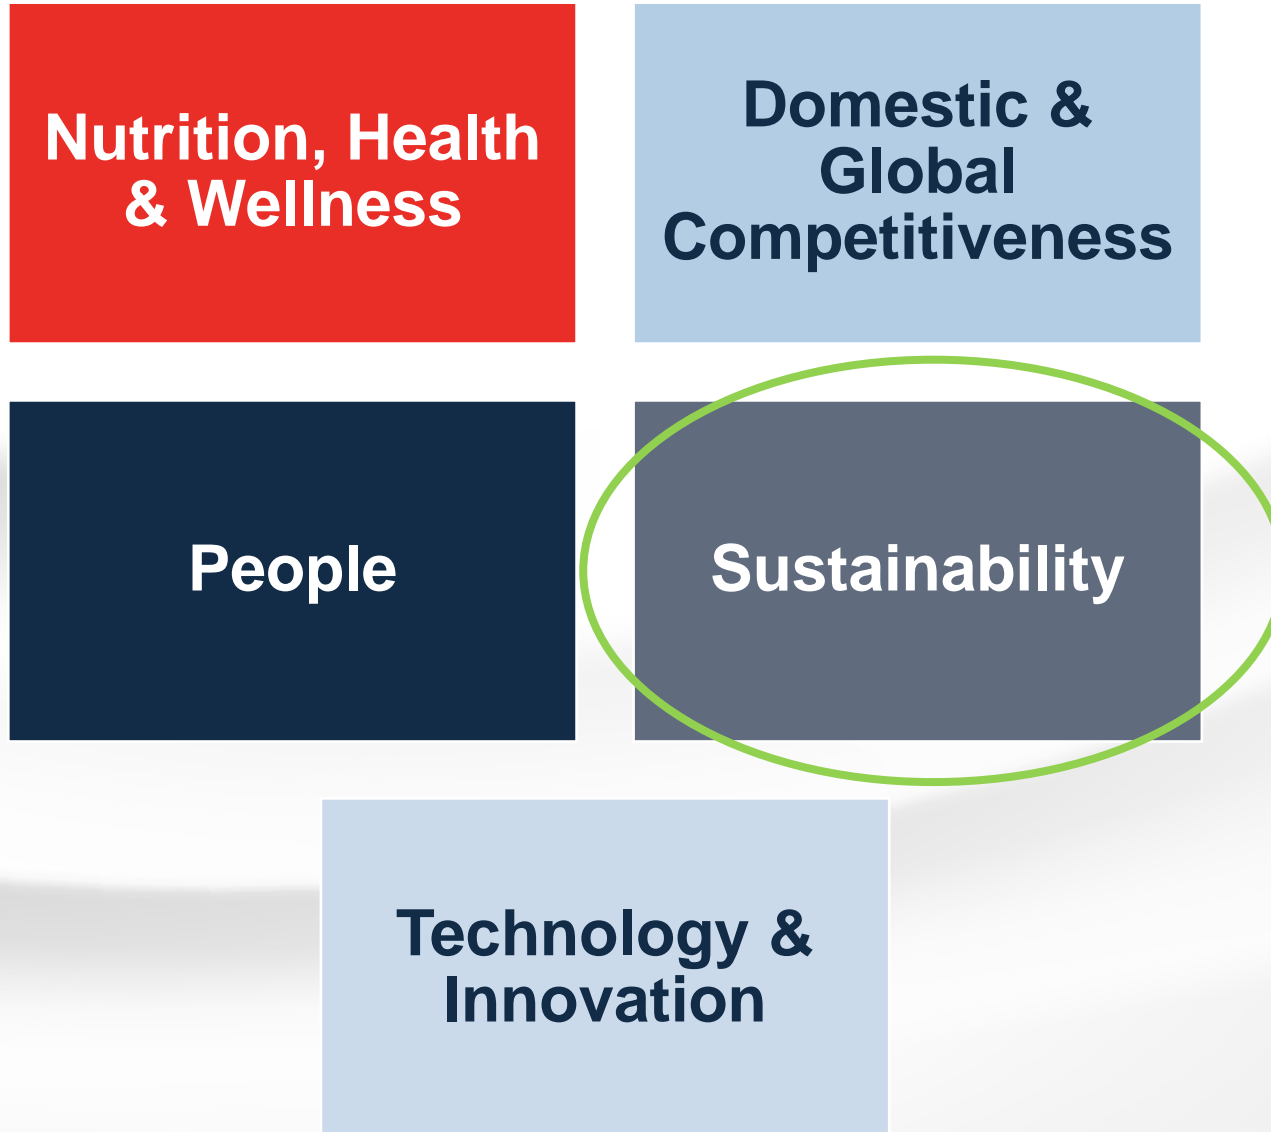 Nutrition, Health
& Wellness
Domestic &
Global
Competitiveness
People
Sustainability
Technology &
Innovation